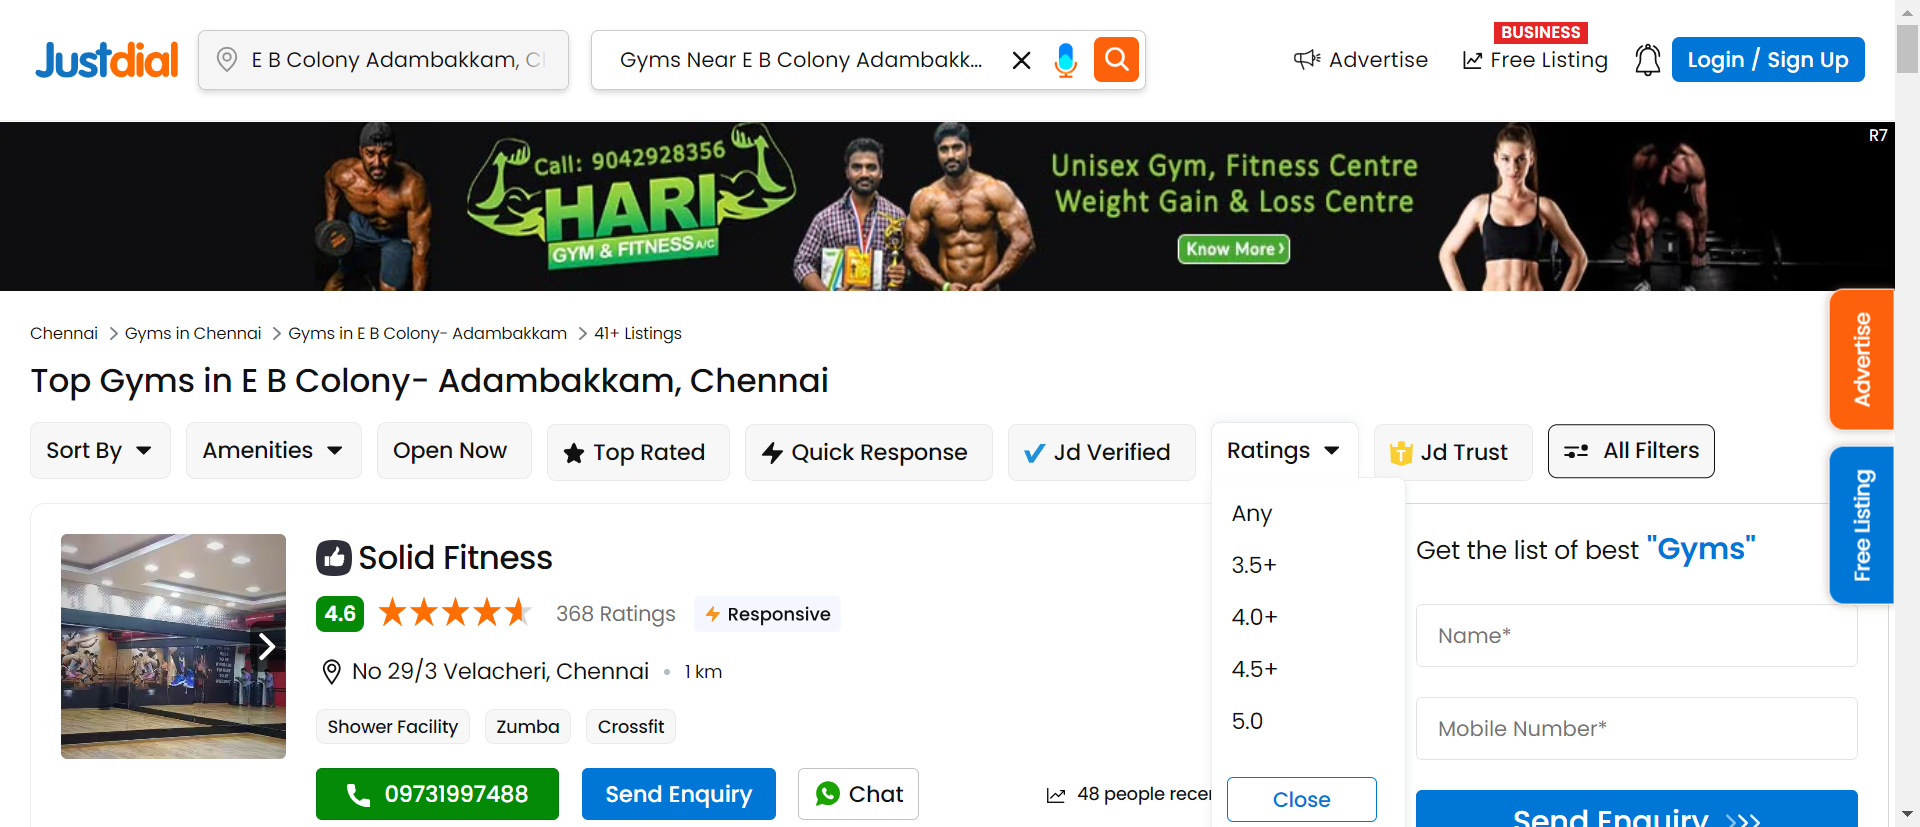 Justdial
E B Colony Adambakkam, C
Gyms Near E B Colony Adambakk...
Advertise
BUSINESS
Free Listing
Login / Sign Up
Call: 9042928356
HARI
GYM & FITNESS A/C
Unisex Gym, Fitness Centre
Weight Gain & Loss Centre
Know More ›
R7
Chennai > Gyms in Chennai > Gyms in E B Colony- Adambakkam > 41+ Listings
Top Gyms in E B Colony- Adambakkam, Chennai
Sort By
Amenities
Open Now
Top Rated
Quick Response
Jd Verified
Ratings
Jd Trust
All Filters
Any
3.5+
4.0+
4.5+
5.0
Close
Solid Fitness
4.6
368 Ratings
Responsive
No 29/3 Velacheri, Chennai • 1 km
Shower Facility
Zumba
Crossfit
09731997488
Send Enquiry
Chat
48 people recer
Get the list of best "Gyms"
Name*
Mobile Number*
Send Enquiry >>>
Advertise
Free Listing